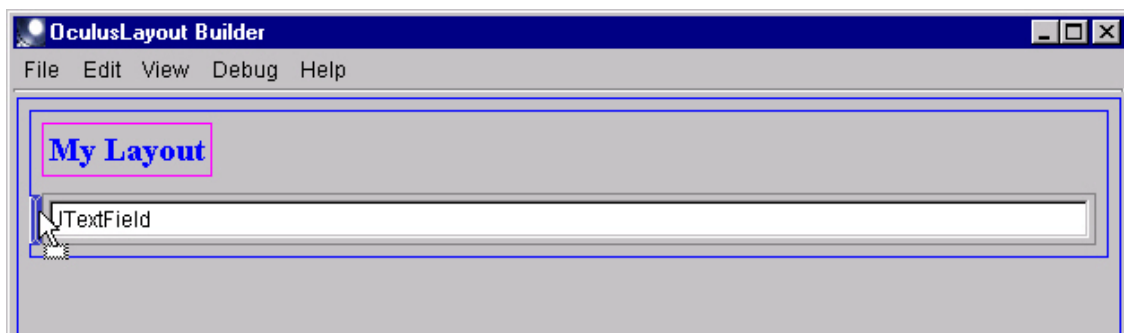 OculusLayout Builder
File Edit View Debug Help
My Layout
JTextField